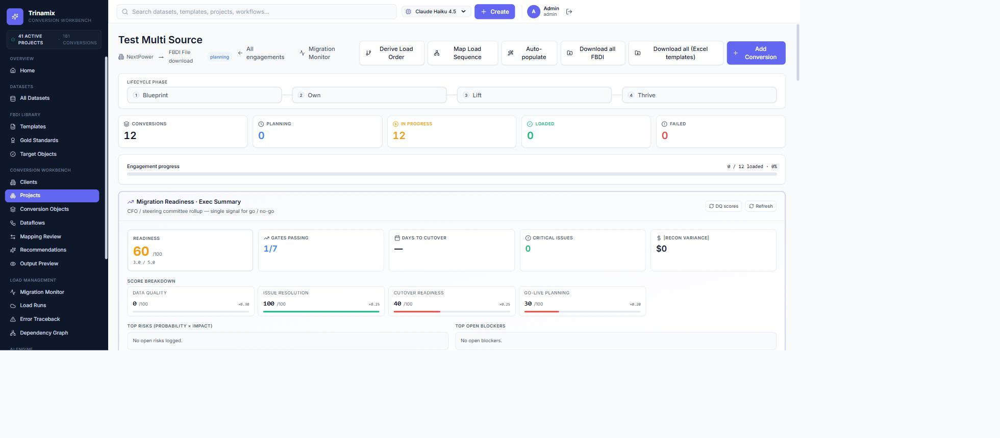 Trinamix
CONVERSION WORKBENCH
41 ACTIVE PROJECTS · 181 CONVERSIONS
OVERVIEW
Home
DATASETS
All Datasets
FBDI LIBRARY
Templates
Gold Standards
Target Objects
CONVERSION WORKBENCH
Clients
Projects
Conversion Objects
Dataflows
Mapping Review
Recommendations
Output Preview
LOAD MANAGEMENT
Migration Monitor
Load Runs
Error Traceback
Dependency Graph
AI ENGINE
Search datasets, templates, projects, workflows...
Claude Haiku 4.5
+ Create
A
Admin
admin
Test Multi Source
NextPower → FBDI File download
planning
← All engagements
Migration Monitor
Derive Load Order
Map Load Sequence
Auto-populate
Download all FBDI
Download all (Excel templates)
+ Add Conversion
LIFECYCLE PHASE
1 Blueprint
2 Own
3 Lift
4 Thrive
CONVERSIONS
12
PLANNING
0
IN PROGRESS
12
LOADED
0
FAILED
0
Engagement progress
0 / 12 loaded · 0%
Migration Readiness · Exec Summary
CFO / steering committee rollup — single signal for go / no-go
DQ scores
Refresh
READINESS
60 /100
3.0 / 5.0
GATES PASSING
1/7
DAYS TO CUTOVER
—
CRITICAL ISSUES
0
|RECON VARIANCE|
$0
SCORE BREAKDOWN
DATA QUALITY
0 /100 ×0.30
ISSUE RESOLUTION
100 /100 ×0.25
CUTOVER READINESS
40 /100 ×0.25
GO-LIVE PLANNING
30 /100 ×0.20
TOP RISKS (PROBABILITY × IMPACT)
No open risks logged.
TOP OPEN BLOCKERS
No open blockers.